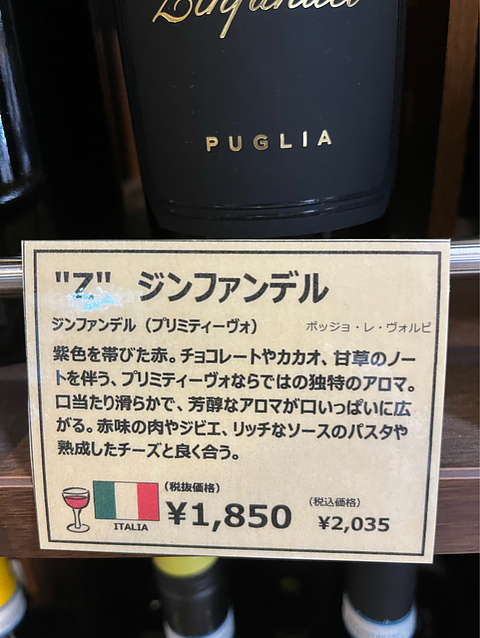 Zinfandel
PUGLIA
"Z" ジンファンデル
ジンファンデル（プリミティーヴォ） ポッジョ・レ・ヴォルピ
紫色を帯びた赤。チョコレートやカカオ、甘草のノー
トを伴う、プリミティーヴォならではの独特のアロマ。
口当たり滑らかで、芳醇なアロマが口いっぱいに広
がる。赤味の肉やジビエ、リッチなソースのパスタや
熟成したチーズと良く合う。
(税抜価格) (税込価格)
ITALIA ¥1,850 ¥2,035